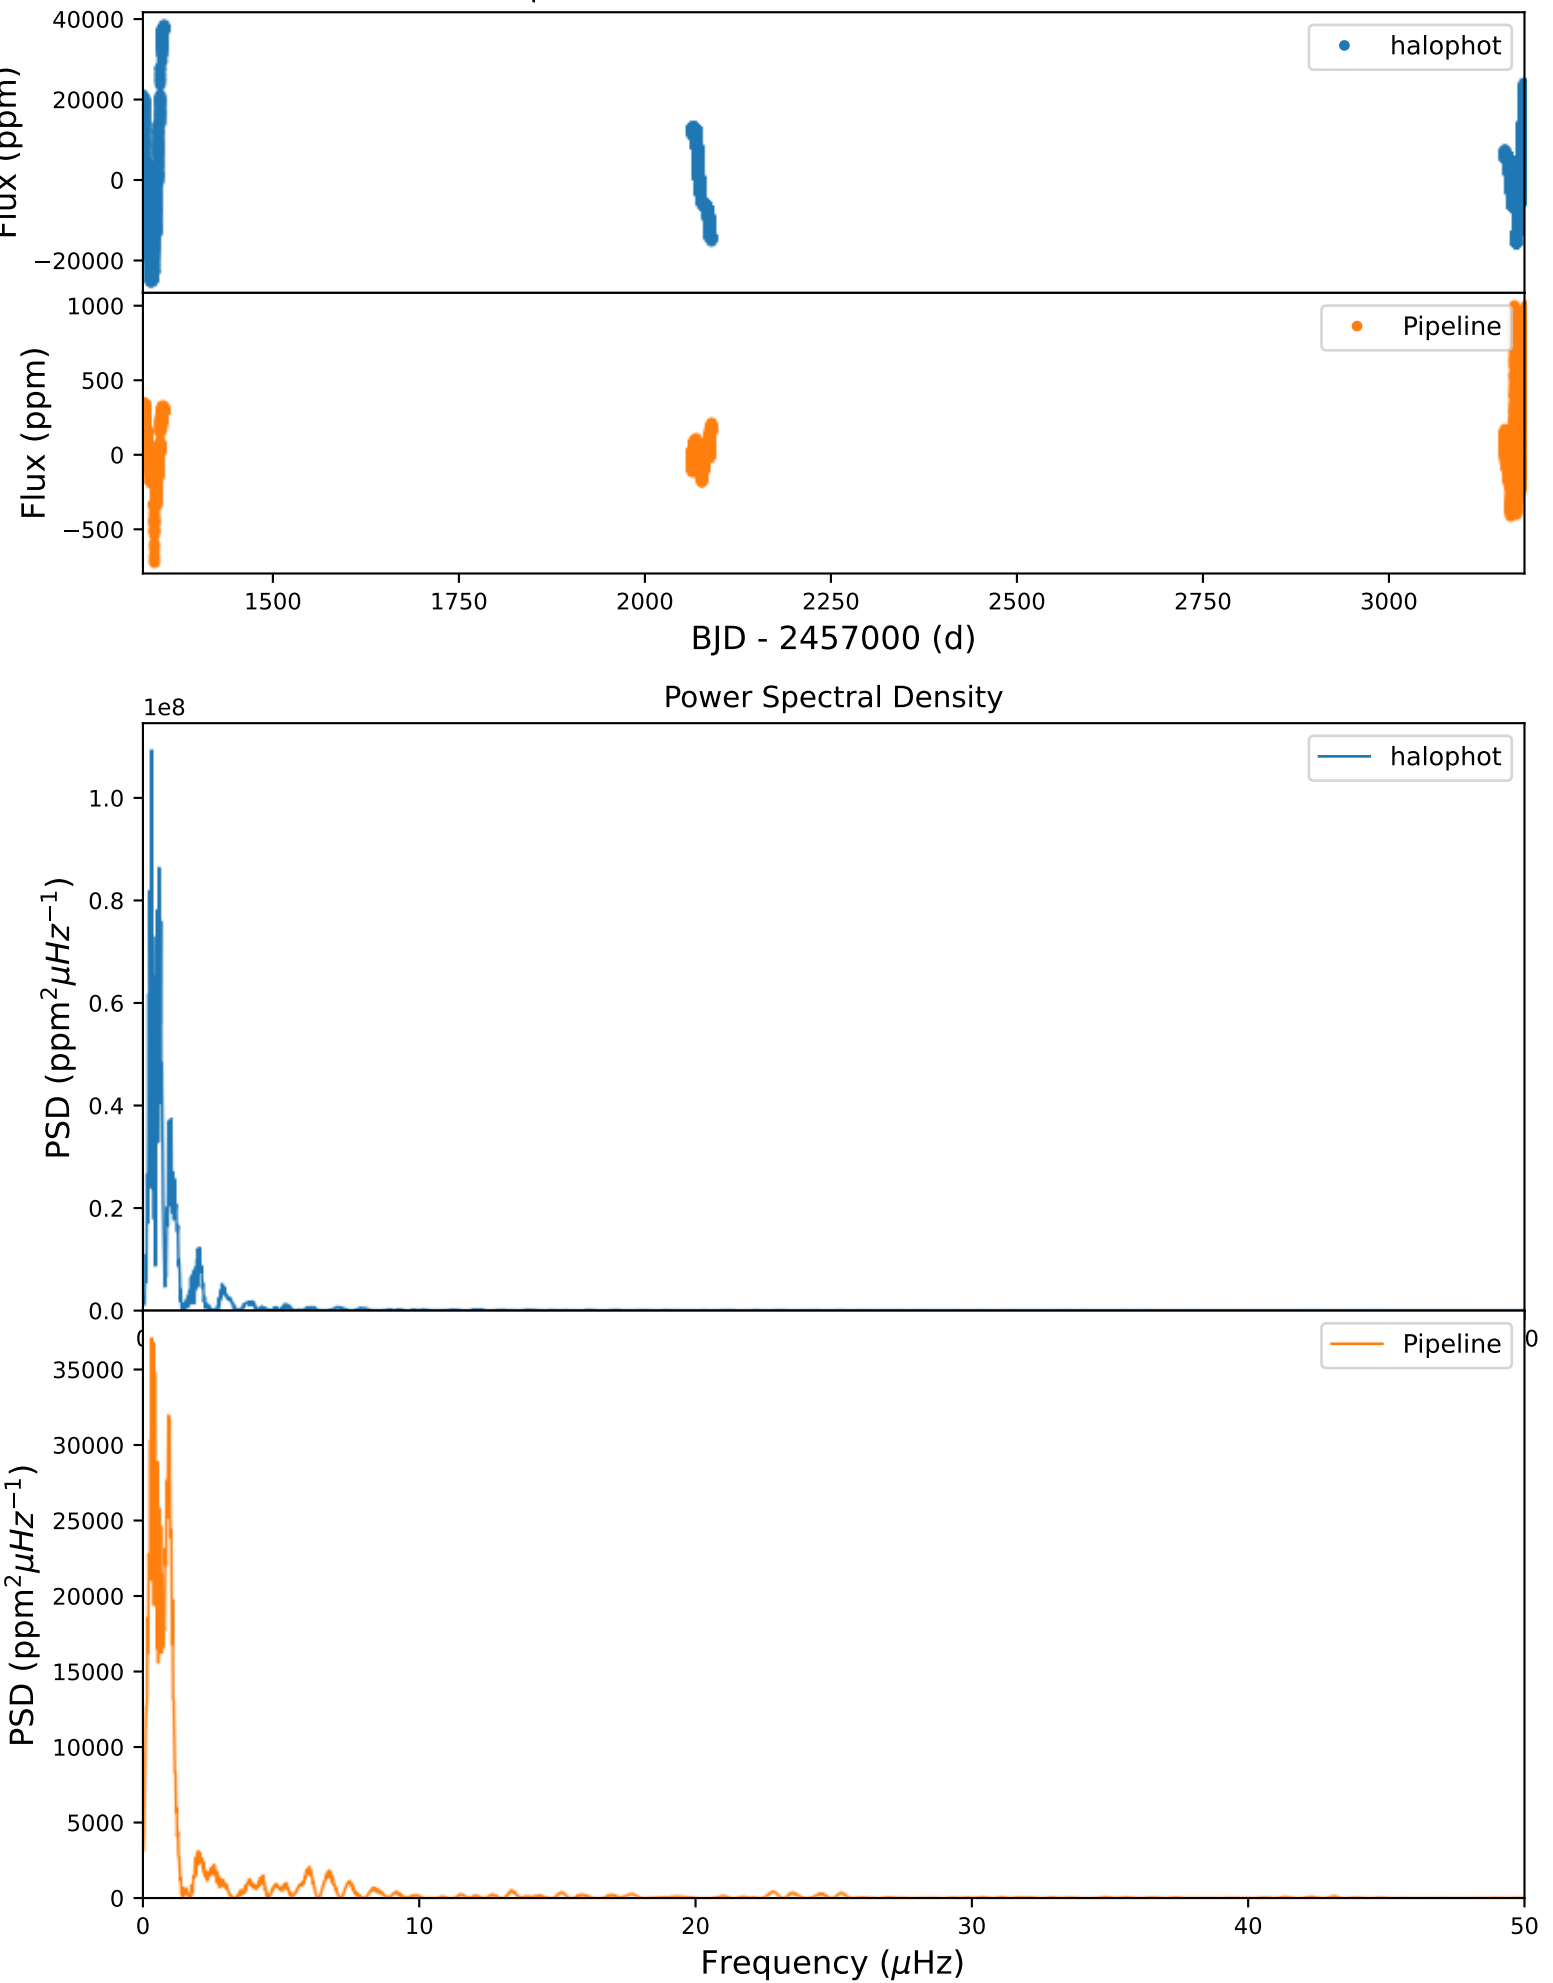 40000
20000
0
−20000
Flux (ppm)
halophot
1000
500
0
−500
Flux (ppm)
Pipeline
1500 1750 2000 2250 2500 2750 3000
BJD - 2457000 (d)
Power Spectral Density
1e8
1.0
0.8
0.6
0.4
0.2
0.0
PSD (ppm²μHz⁻¹)
halophot
0
35000
30000
25000
20000
15000
10000
5000
0
PSD (ppm²μHz⁻¹)
Pipeline
0 10 20 30 40 50
Frequency (μHz)